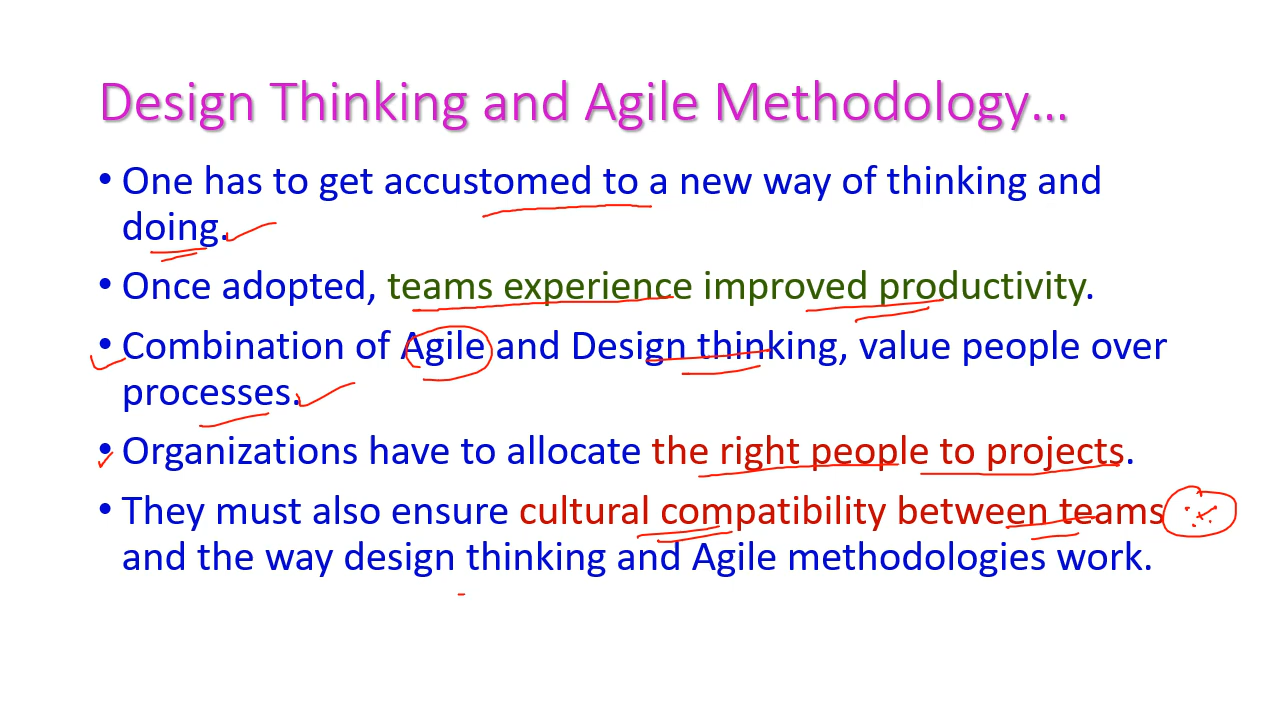 Design Thinking and Agile Methodology...
• One has to get accustomed to a new way of thinking and
doing.
• Once adopted, teams experience improved productivity.
• Combination of Agile and Design thinking, value people over
processes.
• Organizations have to allocate the right people to projects.
• They must also ensure cultural compatibility between teams
and the way design thinking and Agile methodologies work.